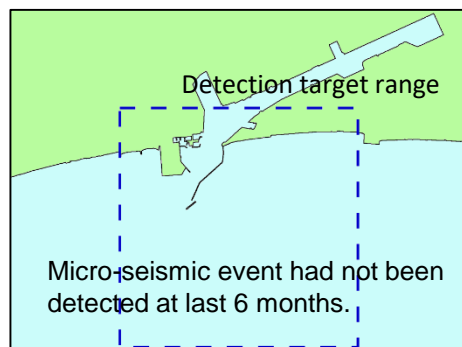 Detection target range
Micro-seismic event had not been
detected at last 6 months.